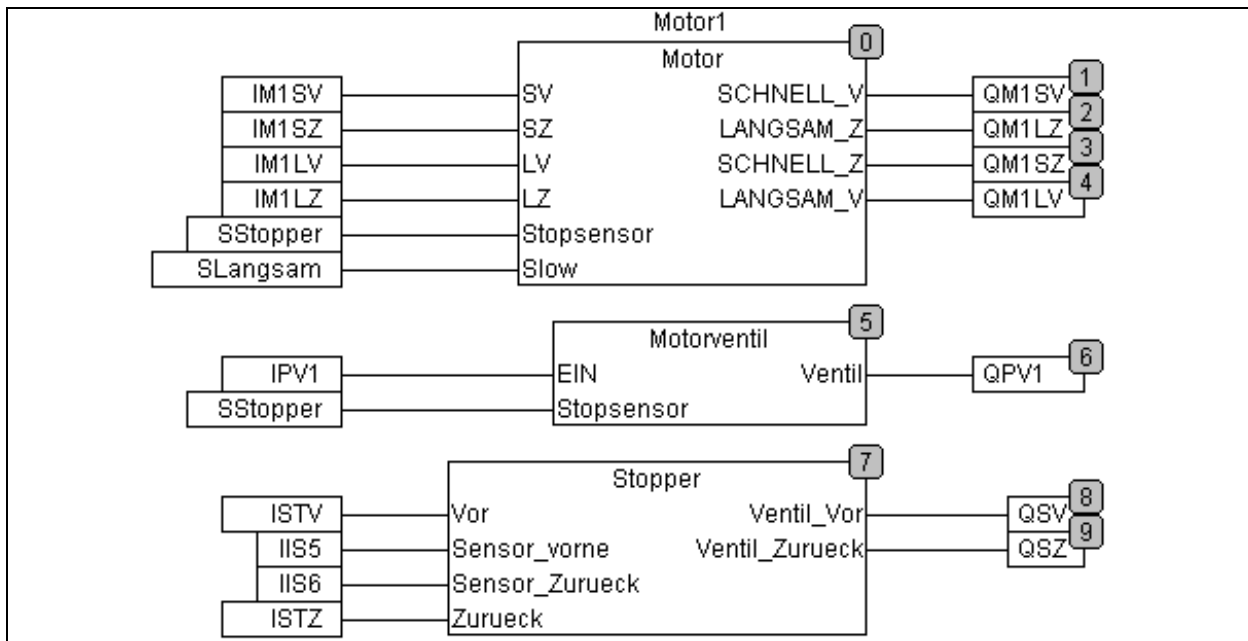 Motor1
0
Motor
1
IM1SV SV SCHNELL_V QM1SV
2
IM1SZ SZ LANGSAM_Z QM1LZ
3
IM1LV LV SCHNELL_Z QM1SZ
4
IM1LZ LZ LANGSAM_V QM1LV
SStopper Stopsensor
SLangsam Slow
5
Motorventil
6
IPV1 EIN Ventil QPV1
SStopper Stopsensor
7
Stopper
8
ISTV Vor Ventil_Vor QSV
9
IIS5 Sensor_vorne Ventil_Zurueck QSZ
IIS6 Sensor_Zurueck
ISTZ Zurueck